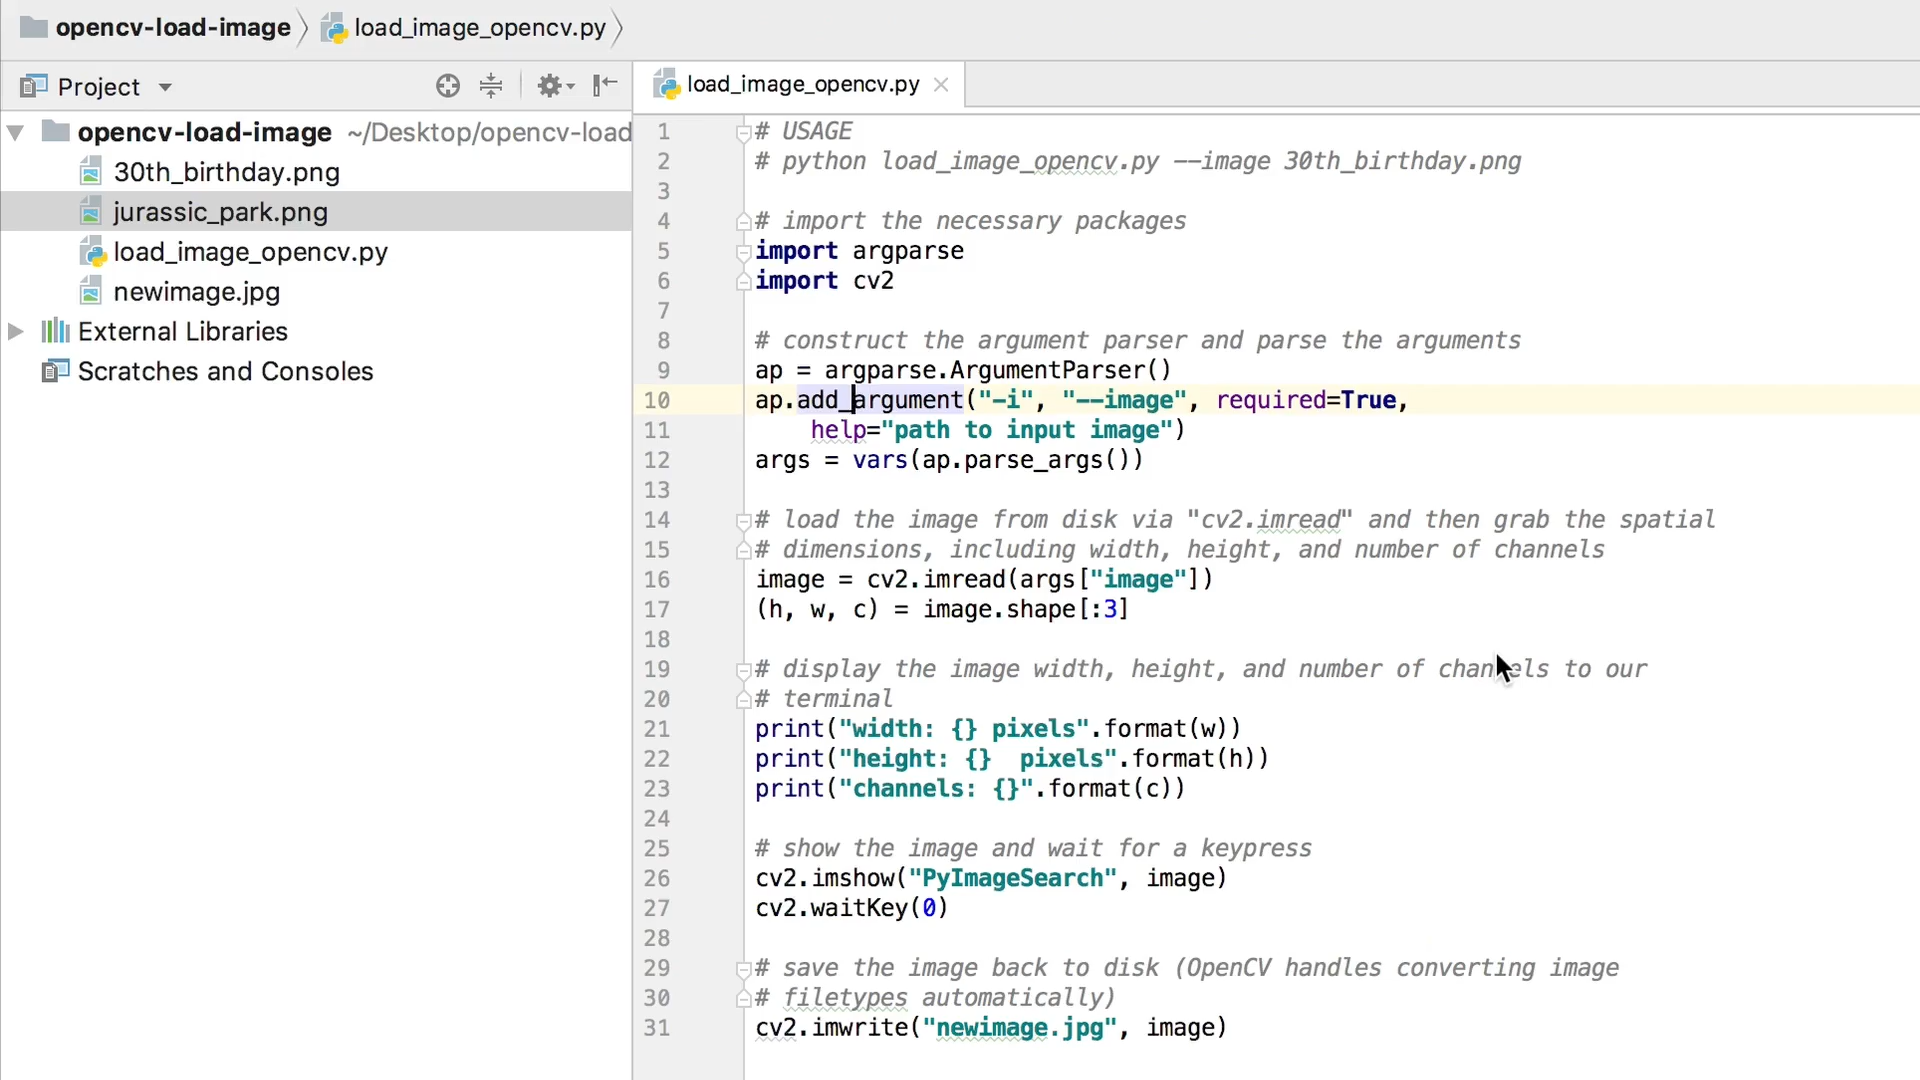 opencv-load-image load_image_opencv.py
Project
load_image_opencv.py
opencv-load-image ~/Desktop/opencv-load
30th_birthday.png
jurassic_park.png
load_image_opencv.py
newimage.jpg
External Libraries
Scratches and Consoles
1 # USAGE
2 # python load_image_opencv.py --image 30th_birthday.png
3
4 # import the necessary packages
5 import argparse
6 import cv2
7
8 # construct the argument parser and parse the arguments
9 ap = argparse.ArgumentParser()
10 ap.add_argument("-i", "--image", required=True,
11     help="path to input image")
12 args = vars(ap.parse_args())
13
14 # load the image from disk via "cv2.imread" and then grab the spatial
15 # dimensions, including width, height, and number of channels
16 image = cv2.imread(args["image"])
17 (h, w, c) = image.shape[:3]
18
19 # display the image width, height, and number of channels to our
20 # terminal
21 print("width: {} pixels".format(w))
22 print("height: {}  pixels".format(h))
23 print("channels: {}".format(c))
24
25 # show the image and wait for a keypress
26 cv2.imshow("PyImageSearch", image)
27 cv2.waitKey(0)
28
29 # save the image back to disk (OpenCV handles converting image
30 # filetypes automatically)
31 cv2.imwrite("newimage.jpg", image)